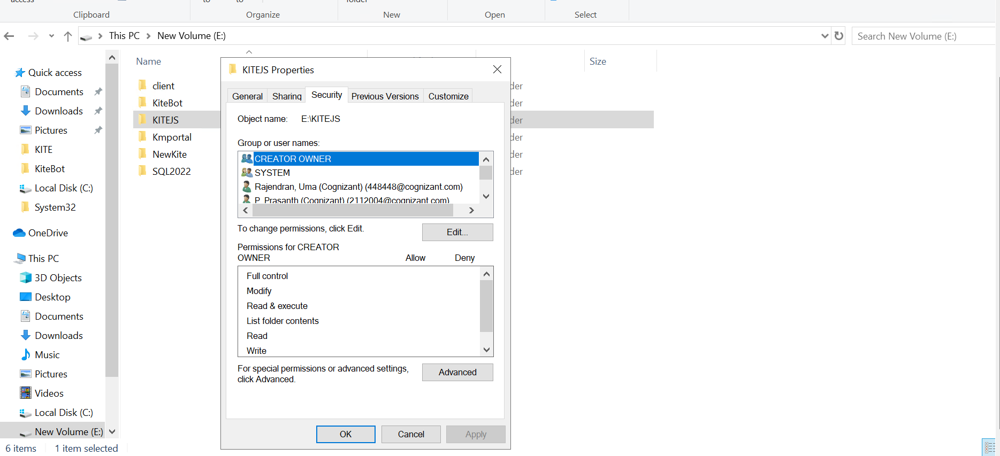 access
to
to
folder
Clipboard
Organize
New
Open
Select
This PC
New Volume (E:)
Search New Volume (E:)
Name
Size
Quick access
Documents
Downloads
Pictures
KITE
KiteBot
Local Disk (C:)
System32
OneDrive
This PC
3D Objects
Desktop
Documents
Downloads
Music
Pictures
Videos
Local Disk (C:)
New Volume (E:)
client
der
KiteBot
der
KITEJS
der
Kmportal
der
NewKite
der
SQL2022
der
KITEJS Properties
General
Sharing
Security
Previous Versions
Customize
Object name: E:\KITEJS
Group or user names:
CREATOR OWNER
SYSTEM
Rajendran, Uma (Cognizant) (448448@cognizant.com)
P, Prasanth (Cognizant) (2112004@cognizant.com)
To change permissions, click Edit.
Edit...
Permissions for CREATOR
OWNER
Allow
Deny
Full control
Modify
Read & execute
List folder contents
Read
Write
For special permissions or advanced settings,
click Advanced.
Advanced
OK
Cancel
Apply
6 items
1 item selected